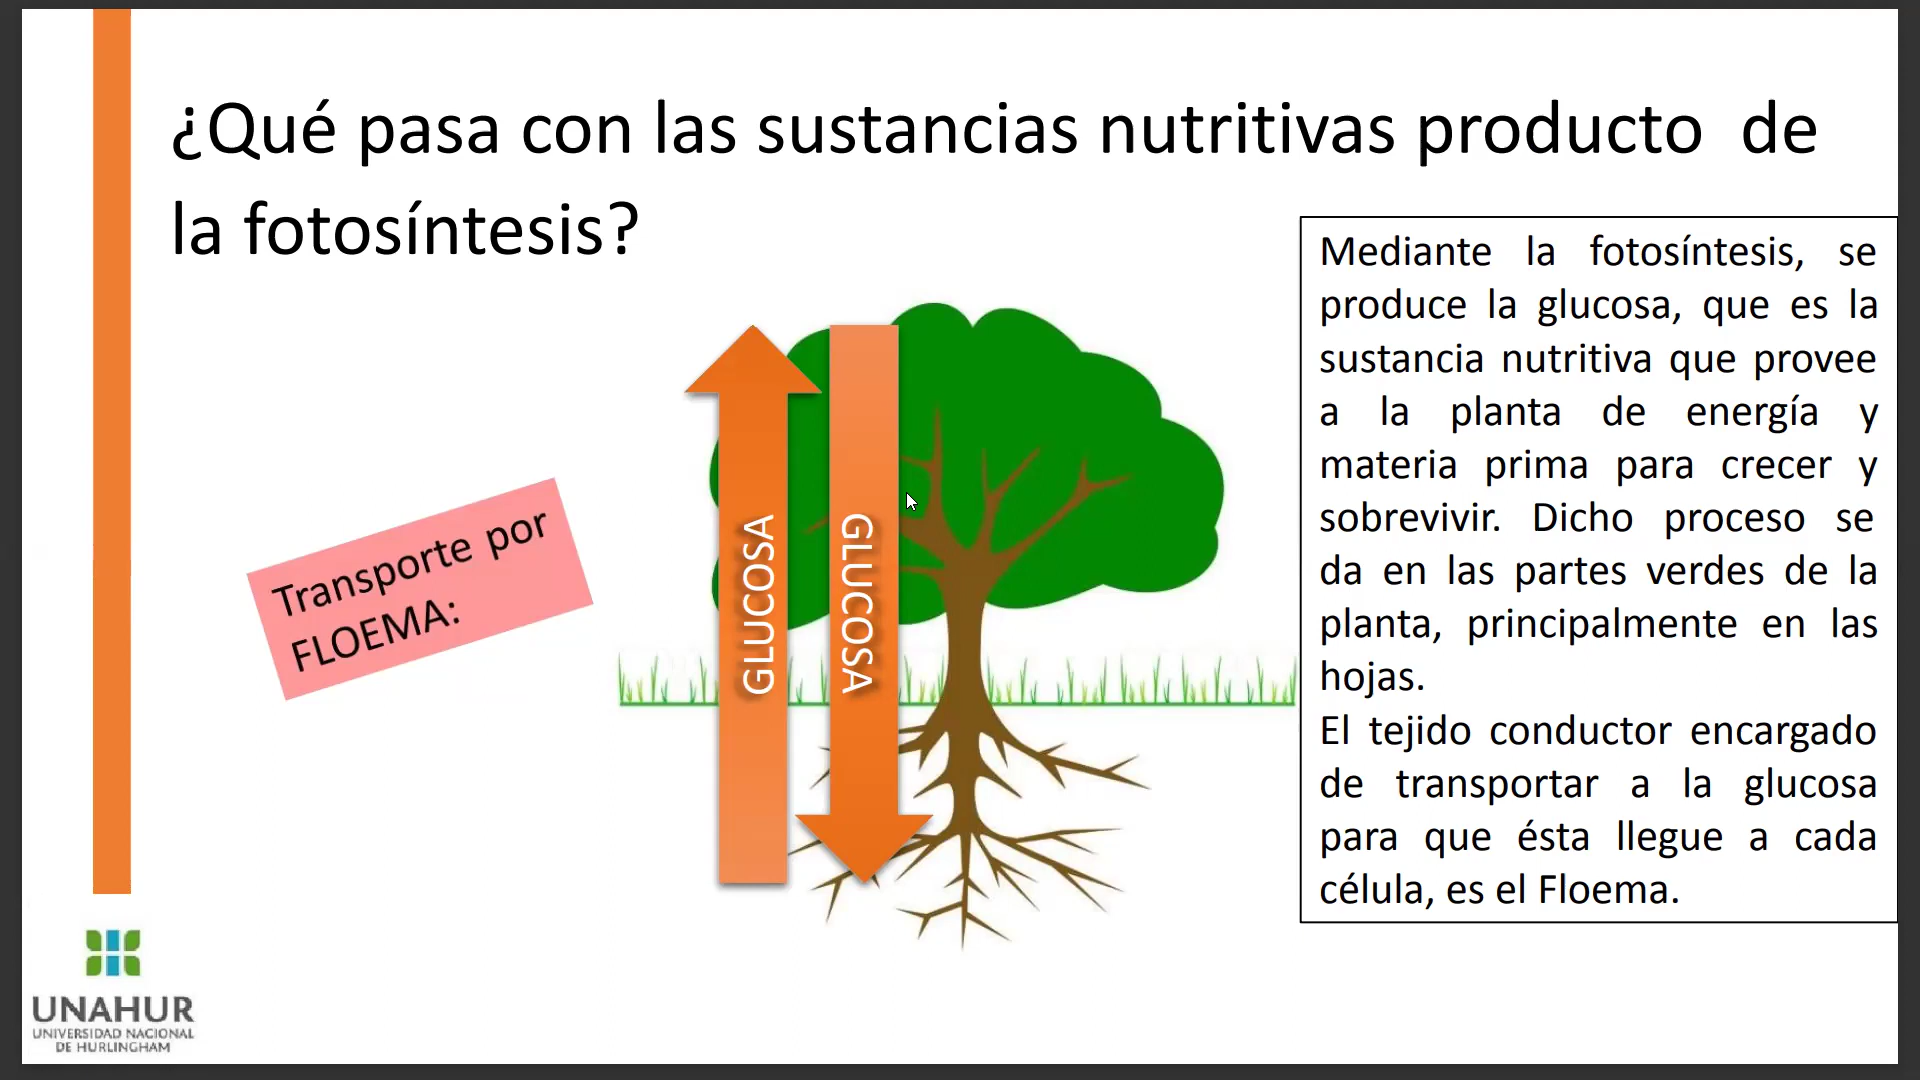 ¿Qué pasa con las sustancias nutritivas producto de
la fotosíntesis?
Transporte por
FLOEMA:
GLUCOSA
GLUCOSA
Mediante la fotosíntesis, se
produce la glucosa, que es la
sustancia nutritiva que provee
a la planta de energía y
materia prima para crecer y
sobrevivir. Dicho proceso se
da en las partes verdes de la
planta, principalmente en las
hojas.
El tejido conductor encargado
de transportar a la glucosa
para que ésta llegue a cada
célula, es el Floema.
UNAHUR
UNIVERSIDAD NACIONAL
DE HURLINGHAM